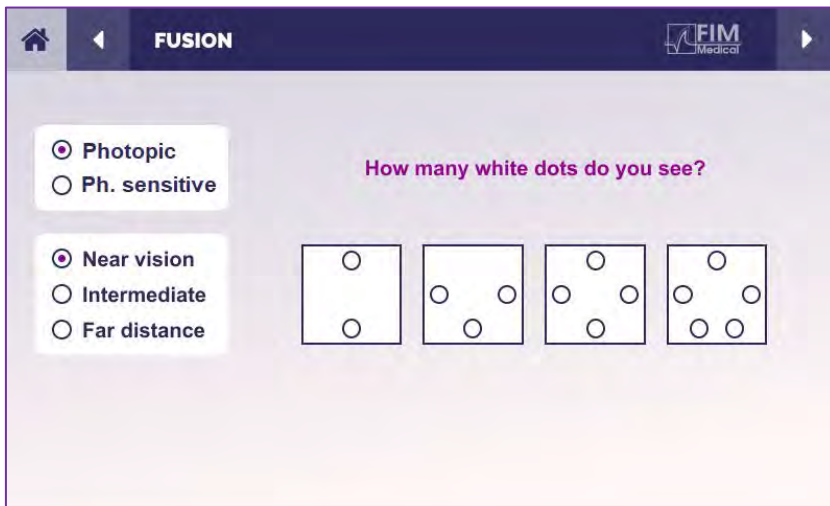 FUSION
FIM
Medical
Photopic
Ph. sensitive
How many white dots do you see?
Near vision
Intermediate
Far distance